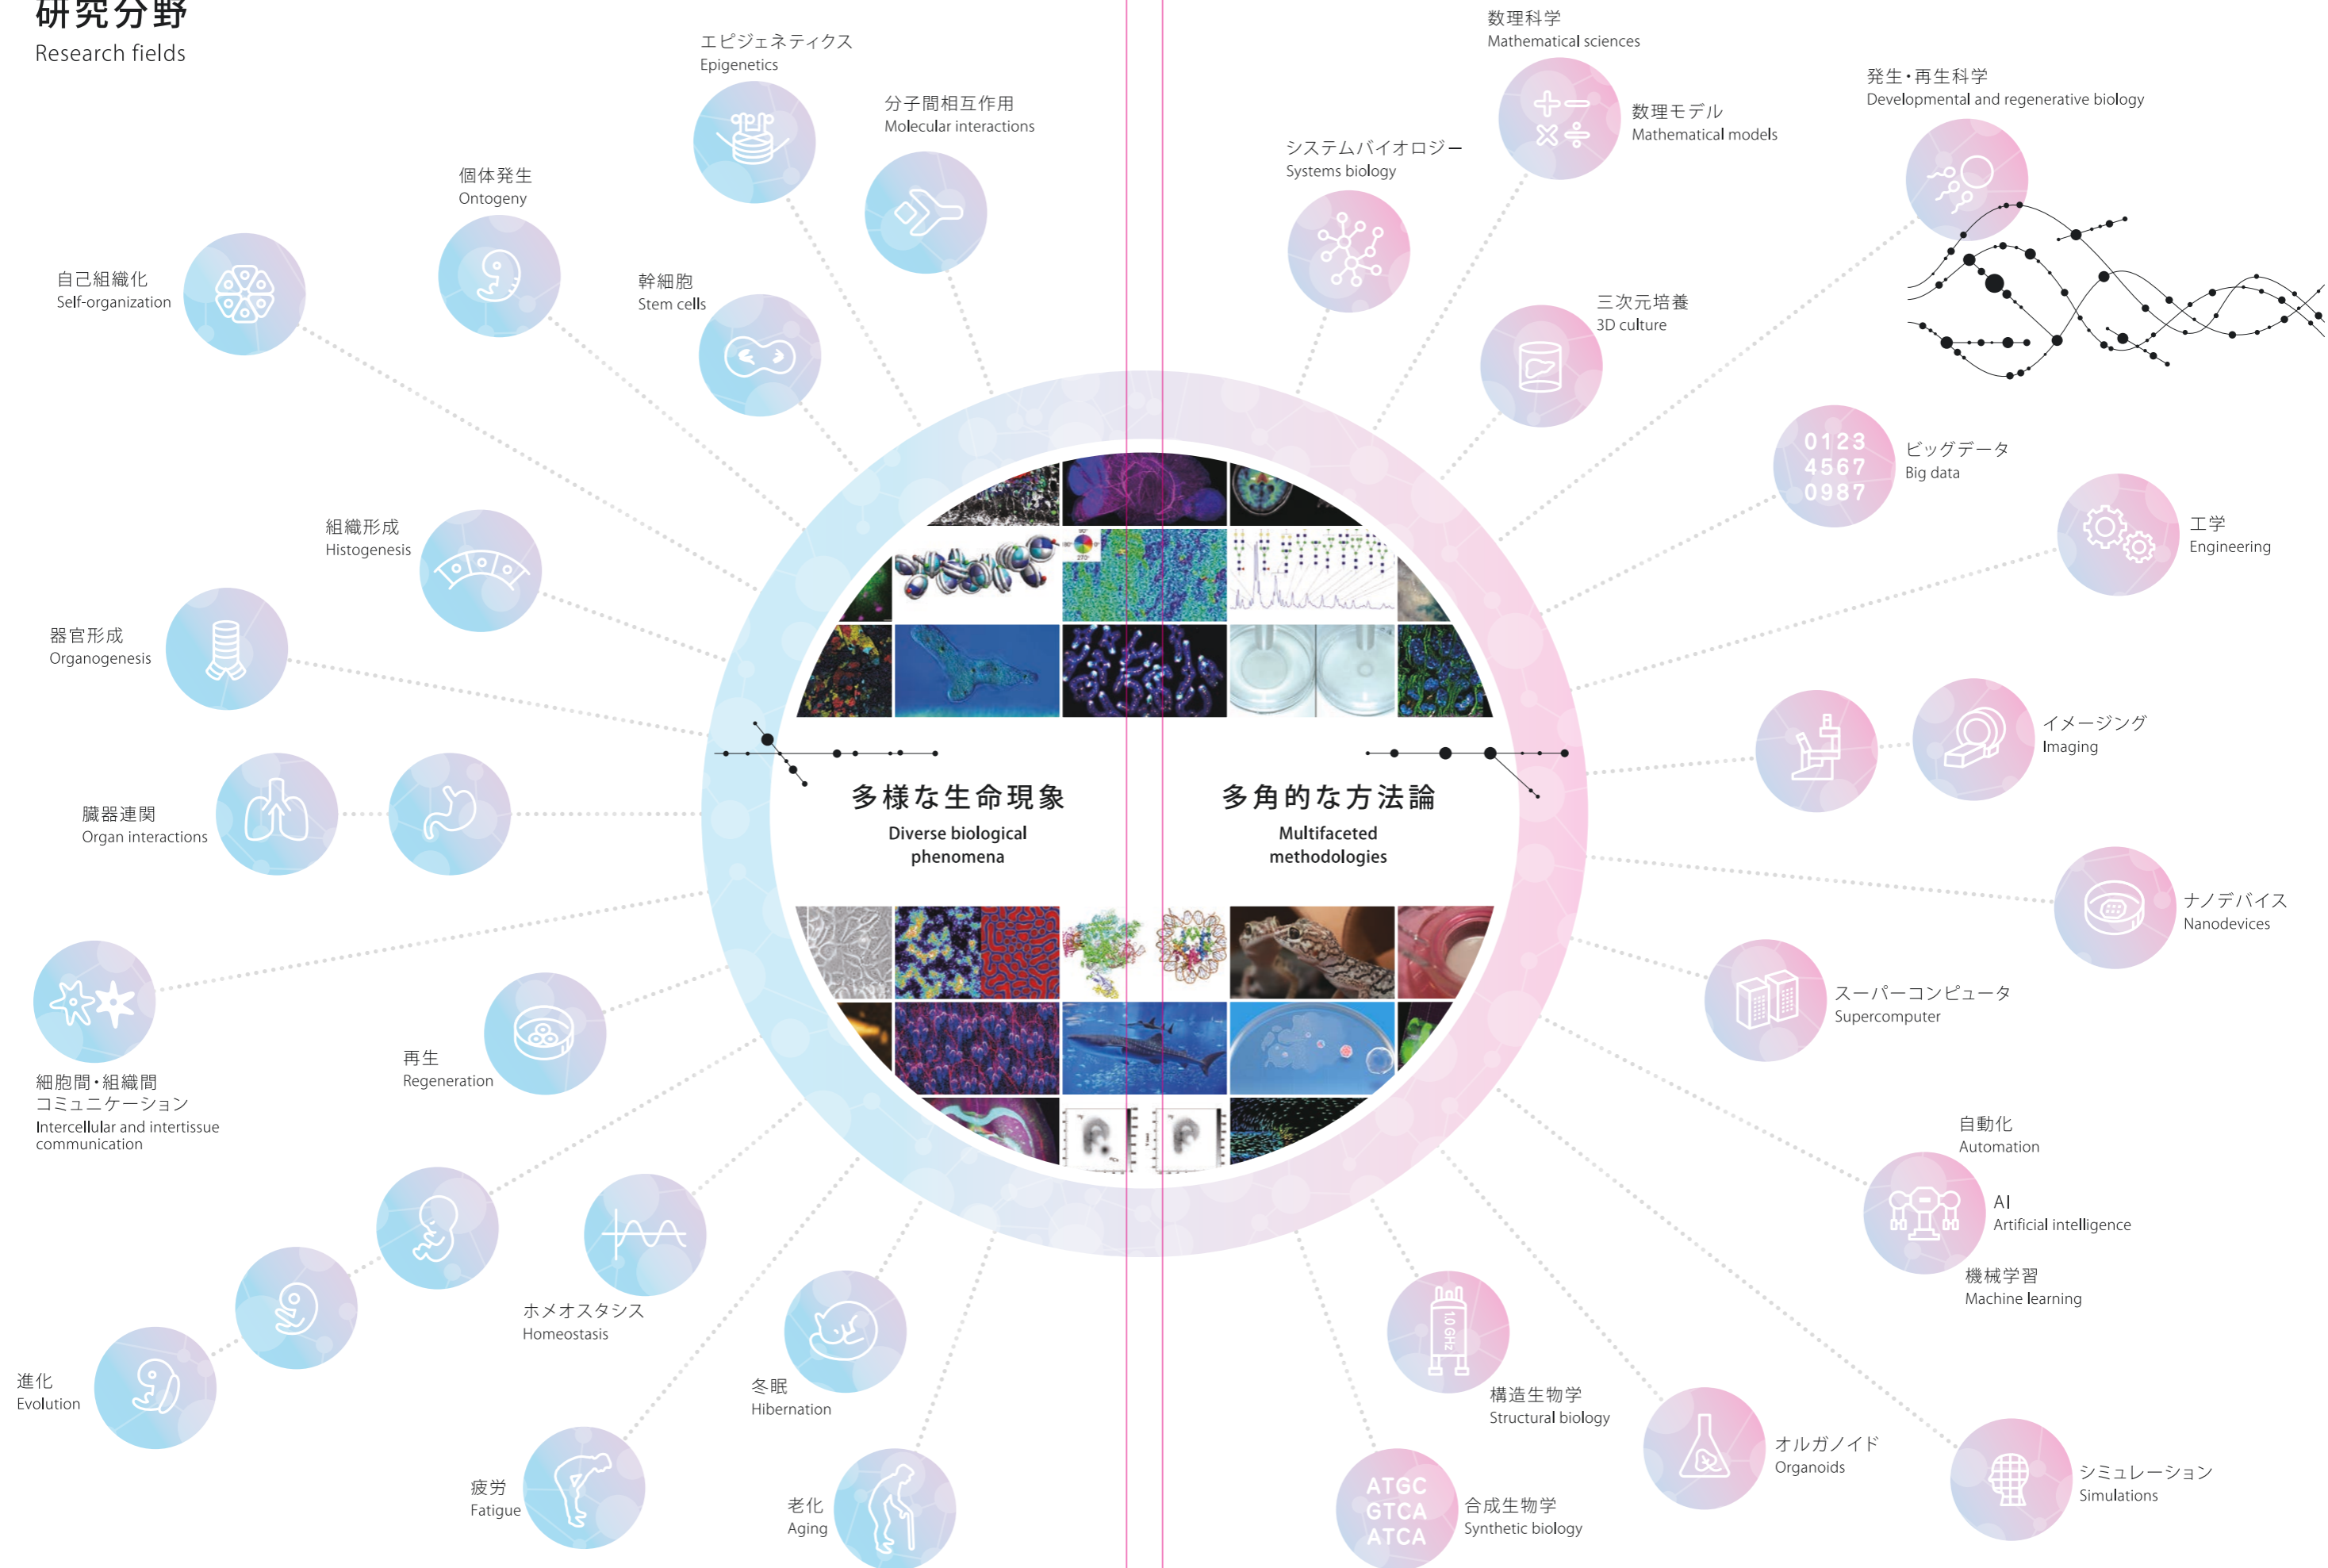 研究分野
Research fields
エピジェネティクス
Epigenetics
分子間相互作用
Molecular interactions
個体発生
Ontogeny
自己組織化
Self-organization
幹細胞
Stem cells
組織形成
Histogenesis
器官形成
Organogenesis
臓器連関
Organ interactions
細胞間・組織間
コミュニケーション
Intercellular and intertissue
communication
再生
Regeneration
進化
Evolution
ホメオスタシス
Homeostasis
冬眠
Hibernation
疲労
Fatigue
老化
Aging
多様な生命現象
Diverse biological
phenomena
多角的な方法論
Multifaceted
methodologies
数理科学
Mathematical sciences
数理モデル
Mathematical models
システムバイオロジー
Systems biology
三次元培養
3D culture
発生・再生科学
Developmental and regenerative biology
0123
4567
0987
ビッグデータ
Big data
工学
Engineering
イメージング
Imaging
ナノデバイス
Nanodevices
スーパーコンピュータ
Supercomputer
自動化
Automation
AI
Artificial intelligence
機械学習
Machine learning
1.0 GHz
構造生物学
Structural biology
オルガノイド
Organoids
シミュレーション
Simulations
ATGC
GTCA
ATCA
合成生物学
Synthetic biology